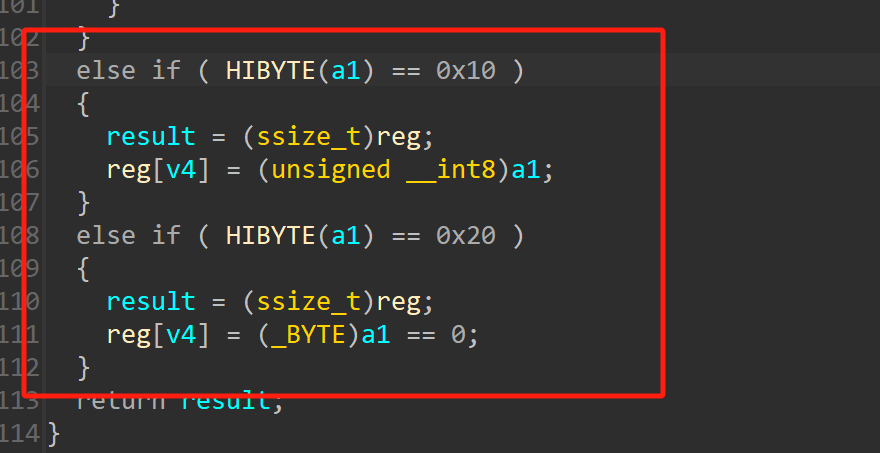 101 }
102 }
103 else if ( HIBYTE(a1) == 0x10 )
104 {
105 result = (ssize_t)reg;
106 reg[v4] = (unsigned __int8)a1;
107 }
108 else if ( HIBYTE(a1) == 0x20 )
109 {
110 result = (ssize_t)reg;
111 reg[v4] = (_BYTE)a1 == 0;
112 }
113 return result;
114 }